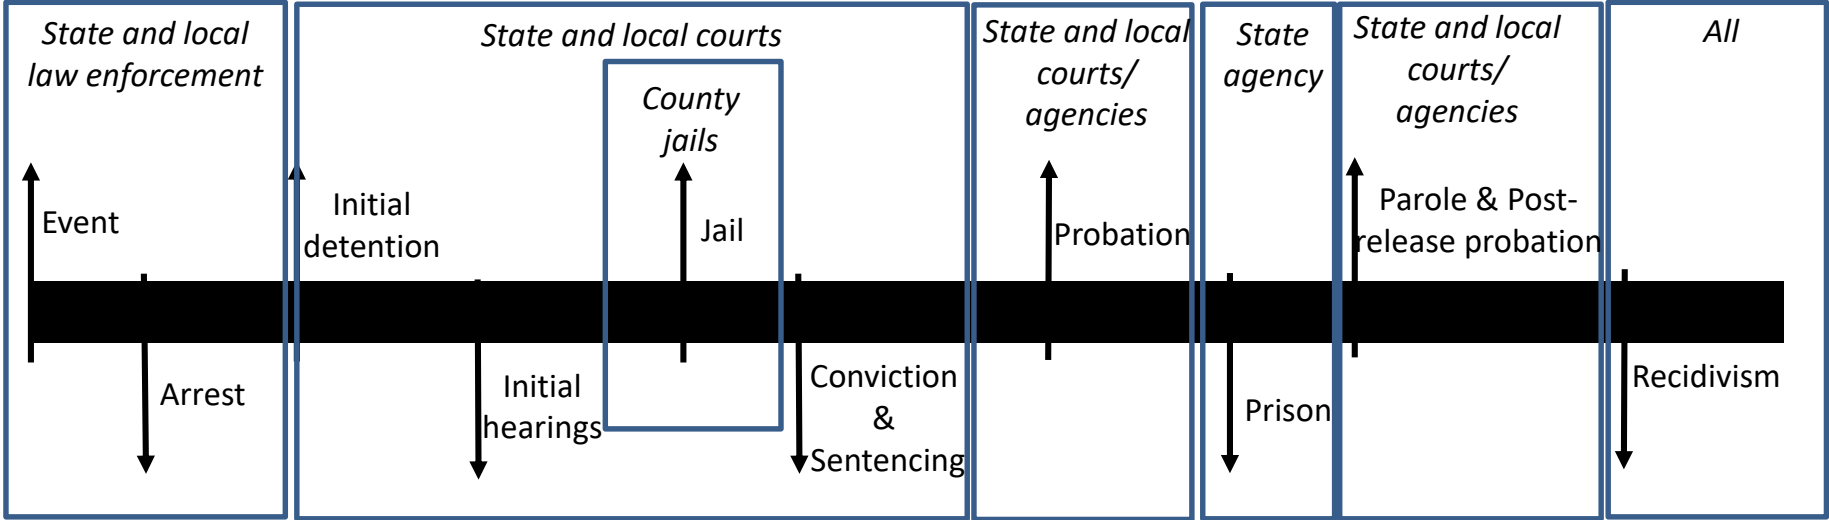 State and local
law enforcement
Event
Arrest
State and local courts
Initial
detention
Initial
hearings
County
jails
Jail
Conviction
&
Sentencing
State and local
courts/
agencies
Probation
State
agency
Prison
State and local
courts/
agencies
Parole & Post-
release probation
All
Recidivism